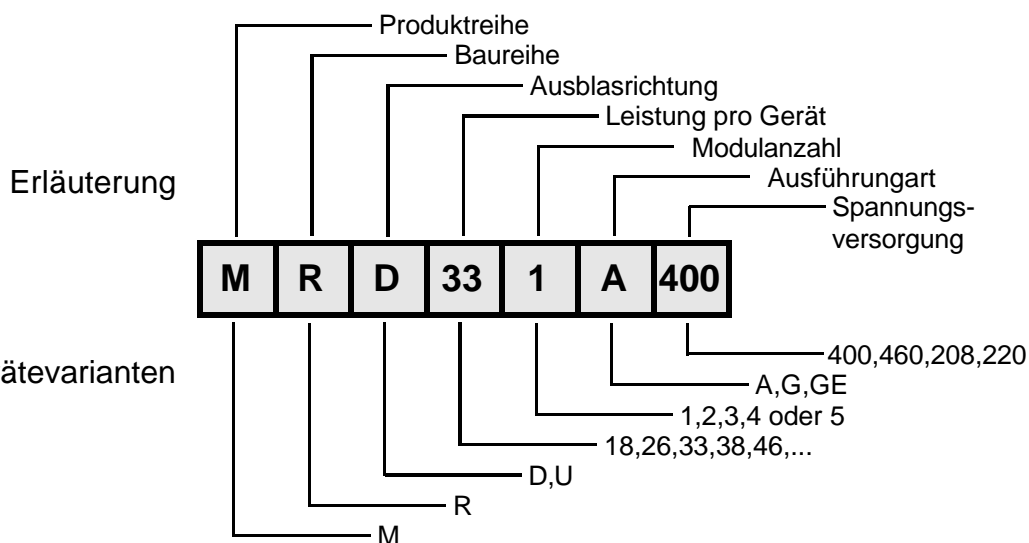 Produktreihe
Baureihe
Ausblasrichtung
Leistung pro Gerät
Modulanzahl
Erläuterung
Ausführungart
Spannungs-
versorgung
M R D 33 1 A 400
400,460,208,220
ätevarianten
A,G,GE
1,2,3,4 oder 5
18,26,33,38,46,...
D,U
R
M